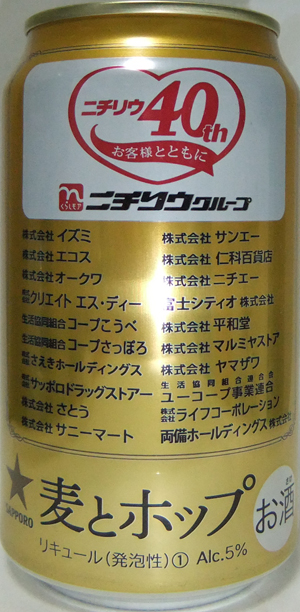 ニチリウ 40th
お客様とともに
くらしモア ニチリウグループ
株式会社 イズミ
株式会社 エコス
株式会社 オークワ
株式会社 クリエイト エス・ディー
生活協同組合 コープこうべ
生活協同組合 コープさっぽろ
株式会社 さえきホールディングス
株式会社 サッポロドラッグストアー
株式会社 さとう
株式会社 サニーマート
株式会社 サンエー
株式会社 仁科百貨店
株式会社 ニチエー
富士シティオ 株式会社
株式会社 平和堂
株式会社 マルミヤストア
株式会社 ヤマザワ
生活協同組合連合会
ユーコープ事業連合
株式会社 ライフコーポレーション
両備ホールディングス 株式会社
SAPPORO
麦とホップ
お酒
リキュール(発泡性)① Alc.5%